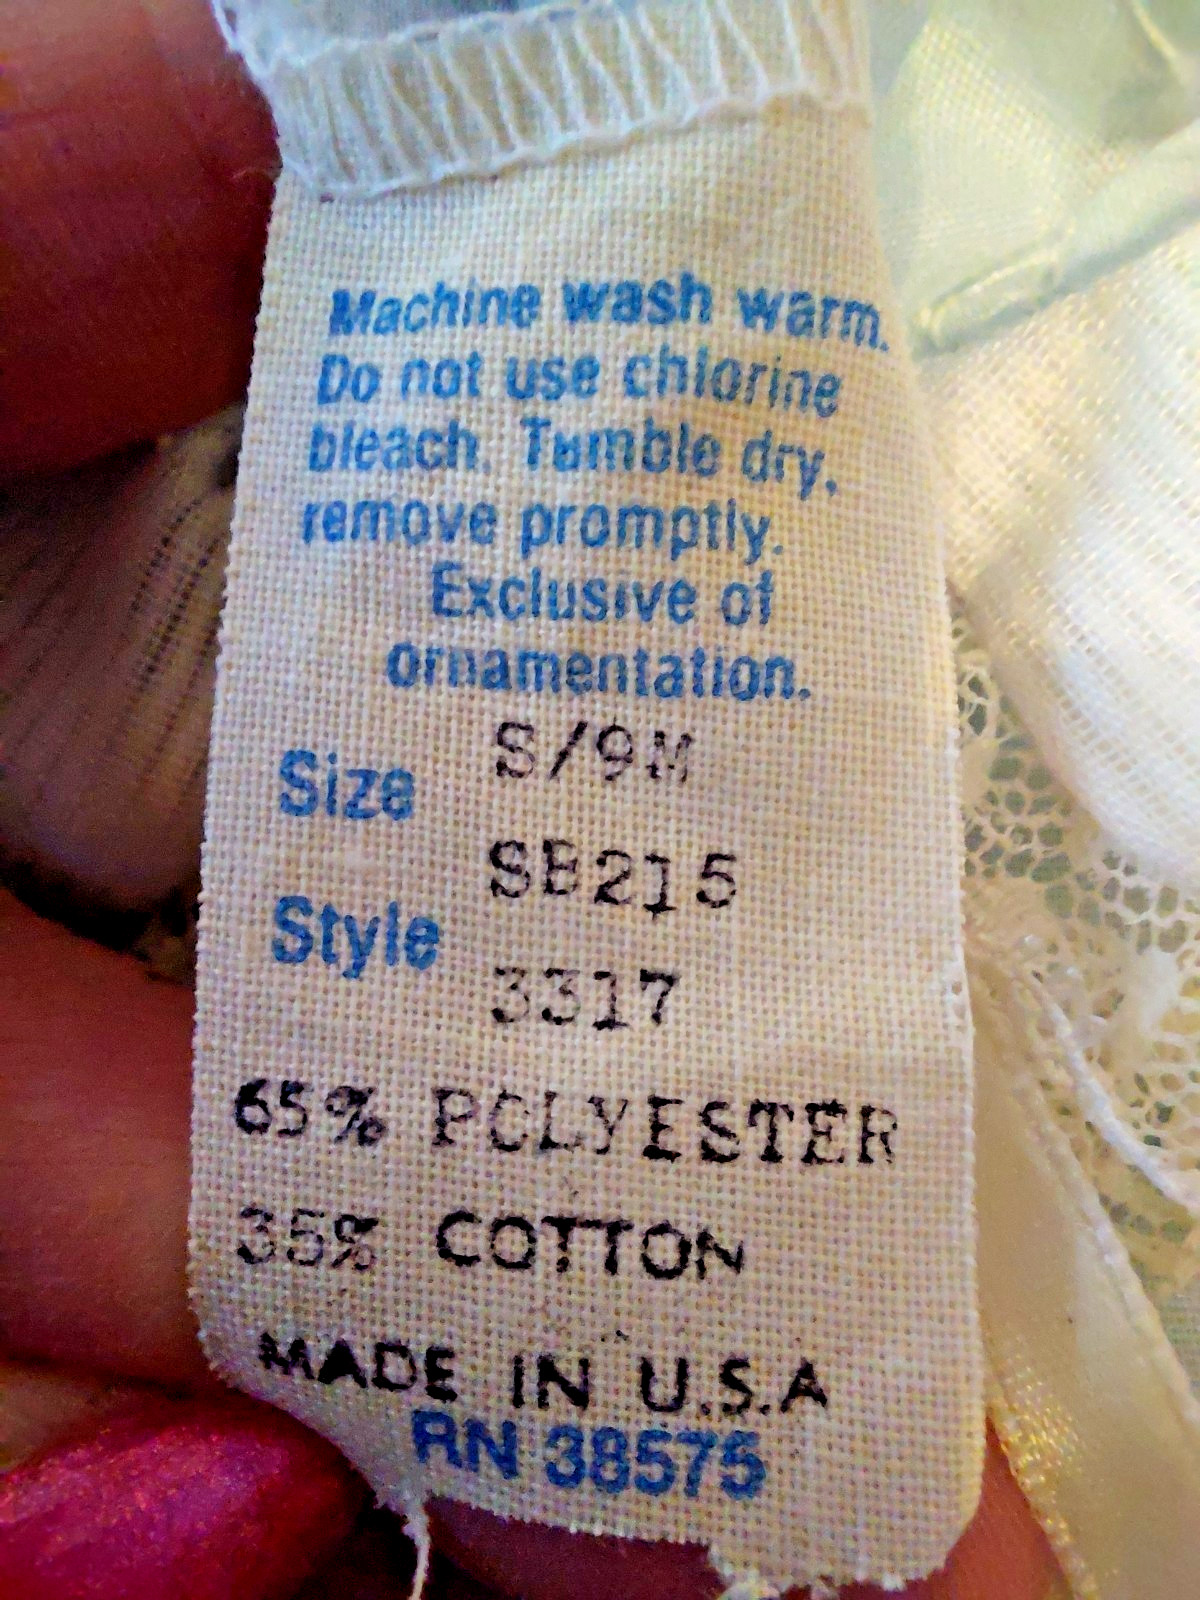 Machine wash warm.
Do not use chlorine
bleach. Tumble dry,
remove promptly.
Exclusive of
ornamentation.
Size S/9M
SB215
Style
3317
65% POLYESTER
35% COTTON
MADE IN U.S.A
RN 38575